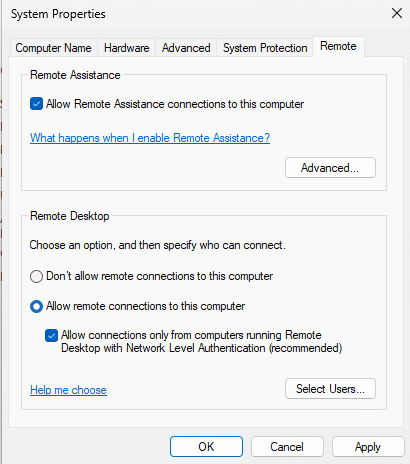 System Properties
Computer Name Hardware Advanced System Protection Remote
Remote Assistance
Allow Remote Assistance connections to this computer
What happens when I enable Remote Assistance?
Advanced...
Remote Desktop
Choose an option, and then specify who can connect.
Don't allow remote connections to this computer
Allow remote connections to this computer
Allow connections only from computers running Remote
Desktop with Network Level Authentication (recommended)
Help me choose
Select Users...
OK Cancel Apply